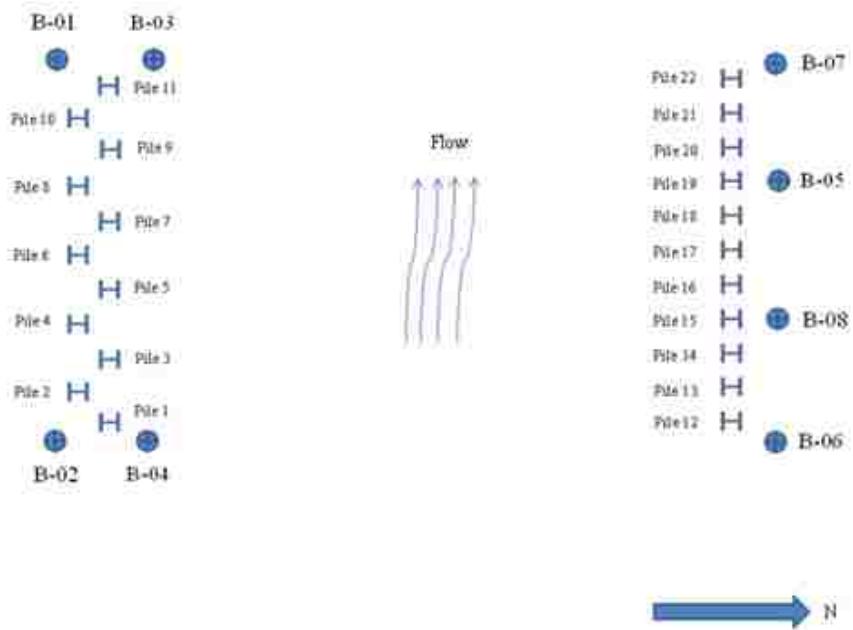 B-01 B-03
Pile 11
Pile 10
Pile 9
Pile 8
Pile 7
Pile 6
Pile 5
Pile 4
Pile 3
Pile 2
Pile 1
B-02 B-04
Flow
B-07
Pile 22
Pile 21
Pile 20
Pile 19
B-05
Pile 18
Pile 17
Pile 16
Pile 15
B-08
Pile 14
Pile 13
Pile 12
B-06
N